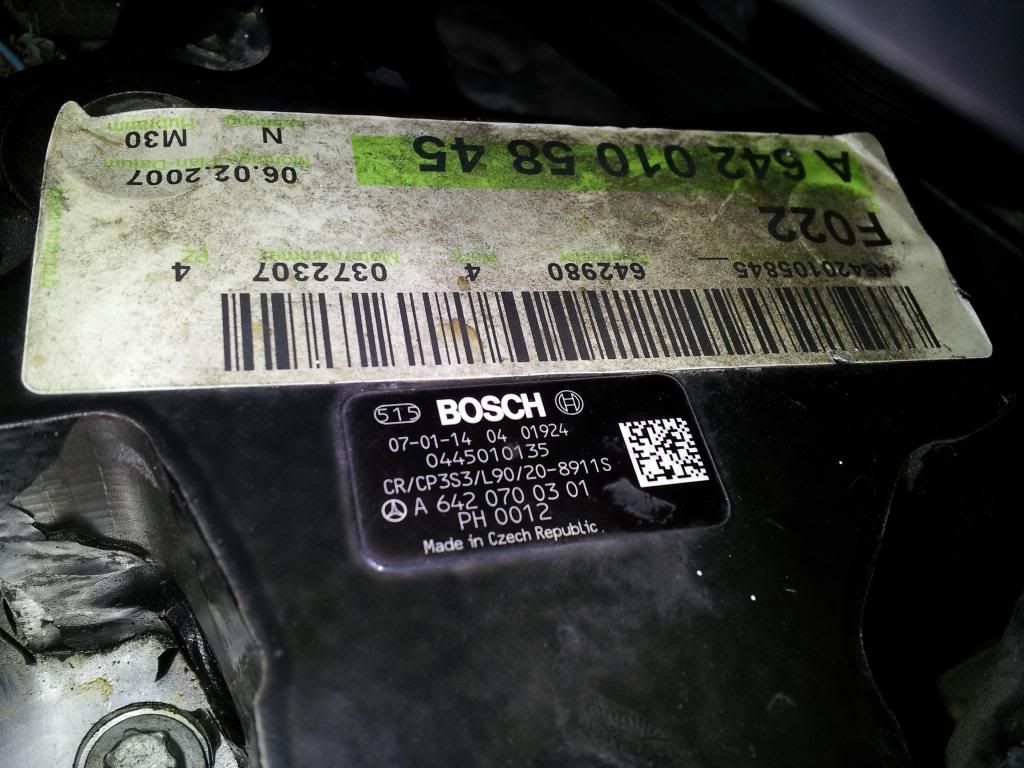 A 642 010 58 45
N
M30
F022
06.02.2007
A6420105845
642980
4
0372307
4
515 BOSCH H
07-01-14 04 01924
0445010135
CR/CP3S3/L90/20-8911S
A 642 070 03 01
PH 0012
Made in Czech Republic